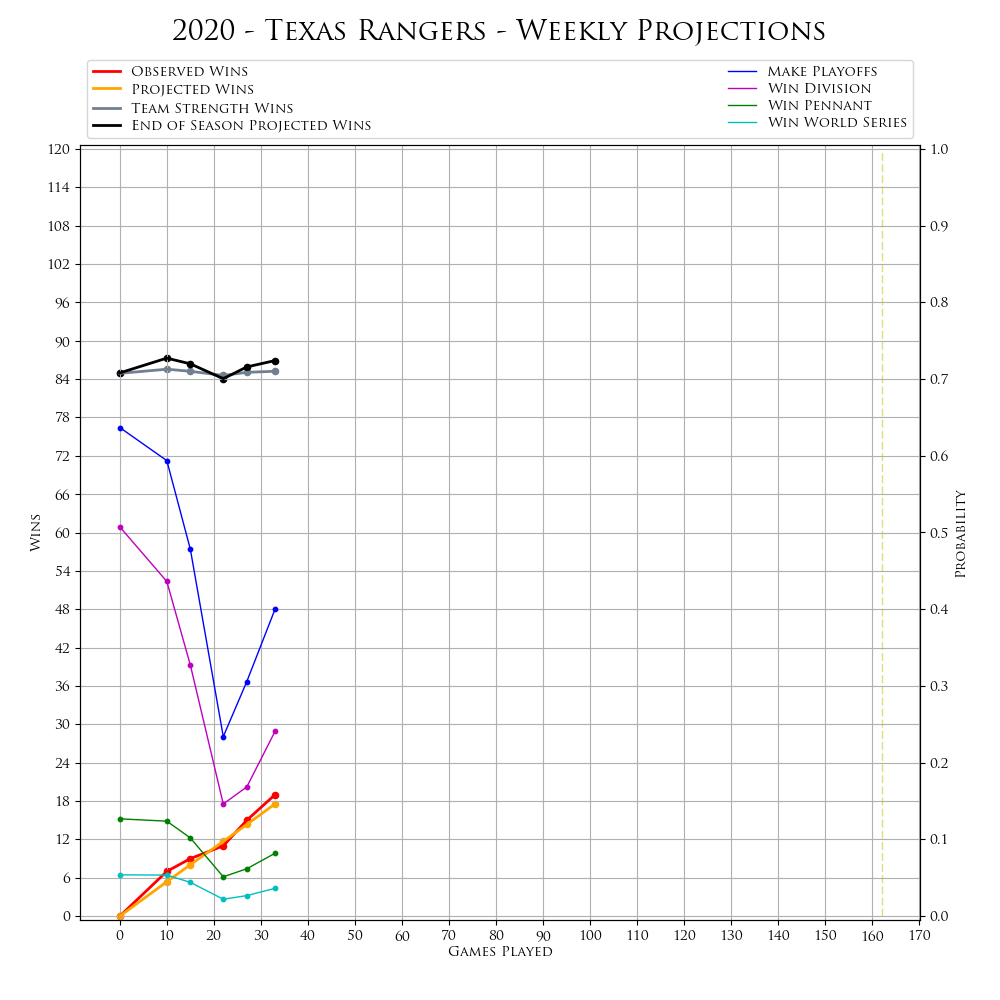 2020 - Texas Rangers - Weekly Projections
Observed Wins
Projected Wins
Team Strength Wins
End of Season Projected Wins
Make Playoffs
Win Division
Win Pennant
Win World Series
120
114
108
102
96
90
84
78
72
66
60
54
48
42
36
30
24
18
12
6
0
Wins
1.0
0.9
0.8
0.7
0.6
0.5
0.4
0.3
0.2
0.1
0.0
Probability
0 10 20 30 40 50 60 70 80 90 100 110 120 130 140 150 160 170
Games Played